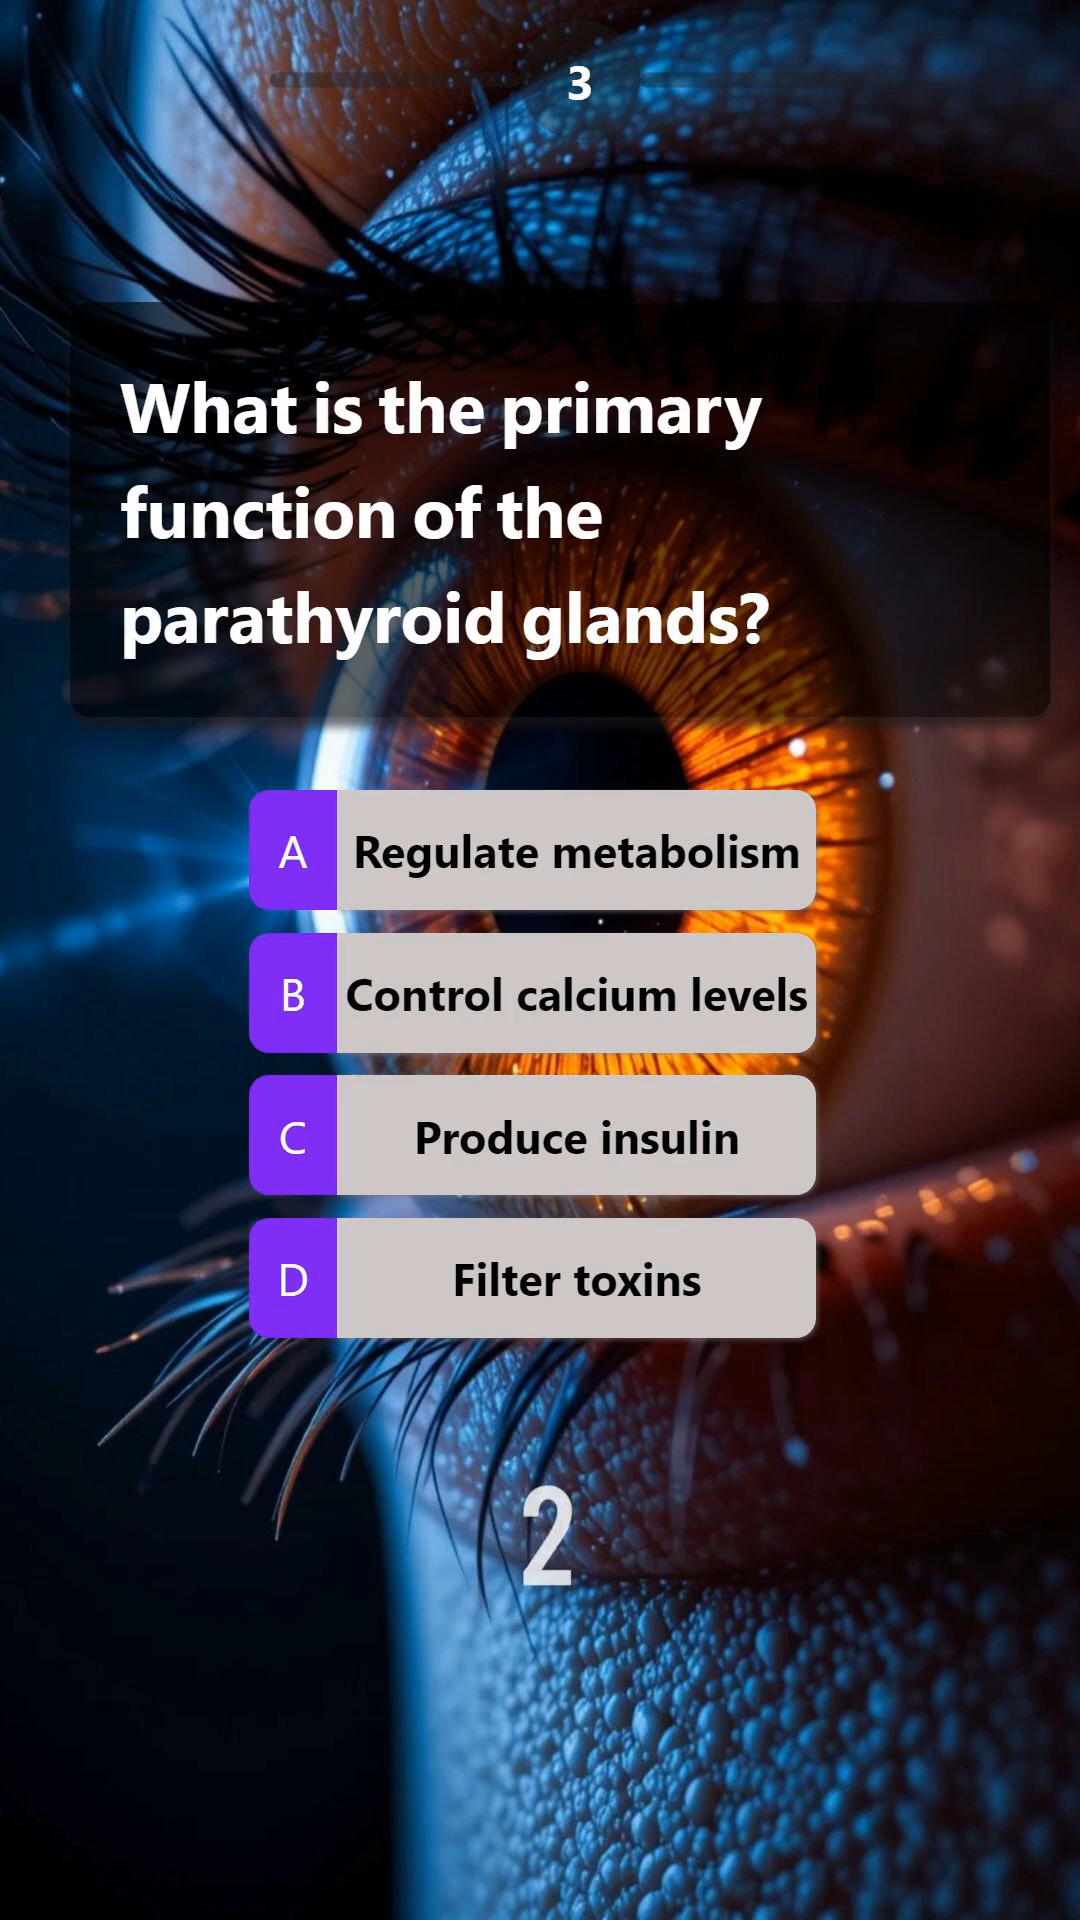 3
What is the primary
function of the
parathyroid glands?
A Regulate metabolism
B Control calcium levels
C Produce insulin
D Filter toxins
2